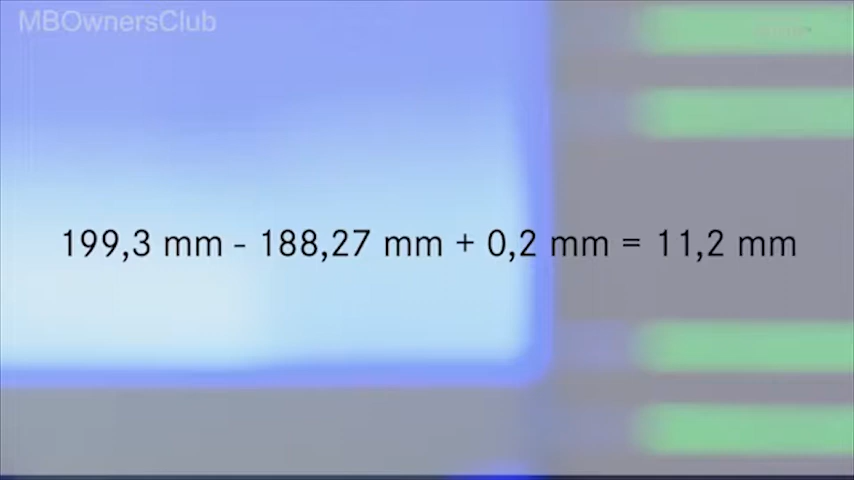 MBOwnersClub
199,3 mm - 188,27 mm + 0,2 mm = 11,2 mm